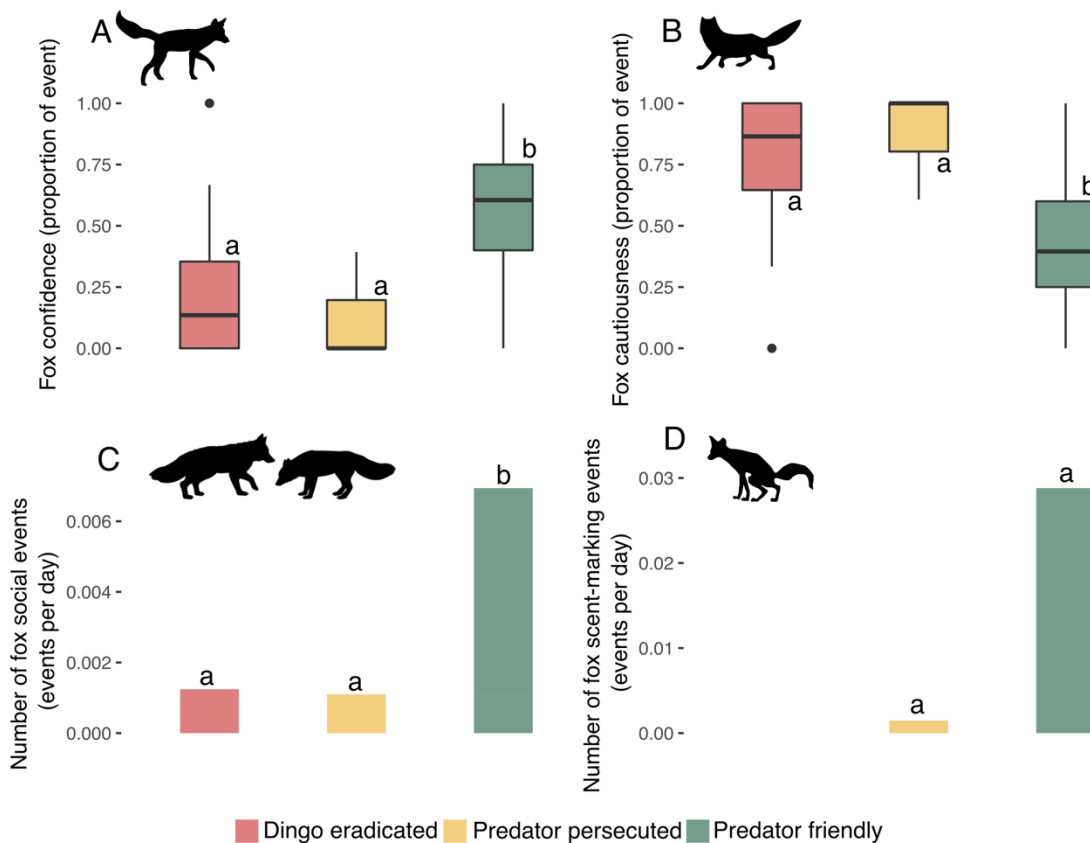 A
Fox confidence (proportion of event)
1.00
0.75
0.50
0.25
0.00
a
a
b
B
Fox cautiousness (proportion of event)
1.00
0.75
0.50
0.25
0.00
a
a
b
C
Number of fox social events
(events per day)
0.006
0.004
0.002
0.000
a
a
b
D
Number of fox scent-marking events
(events per day)
0.03
0.02
0.01
0.00
a
a
Dingo eradicated Predator persecuted Predator friendly